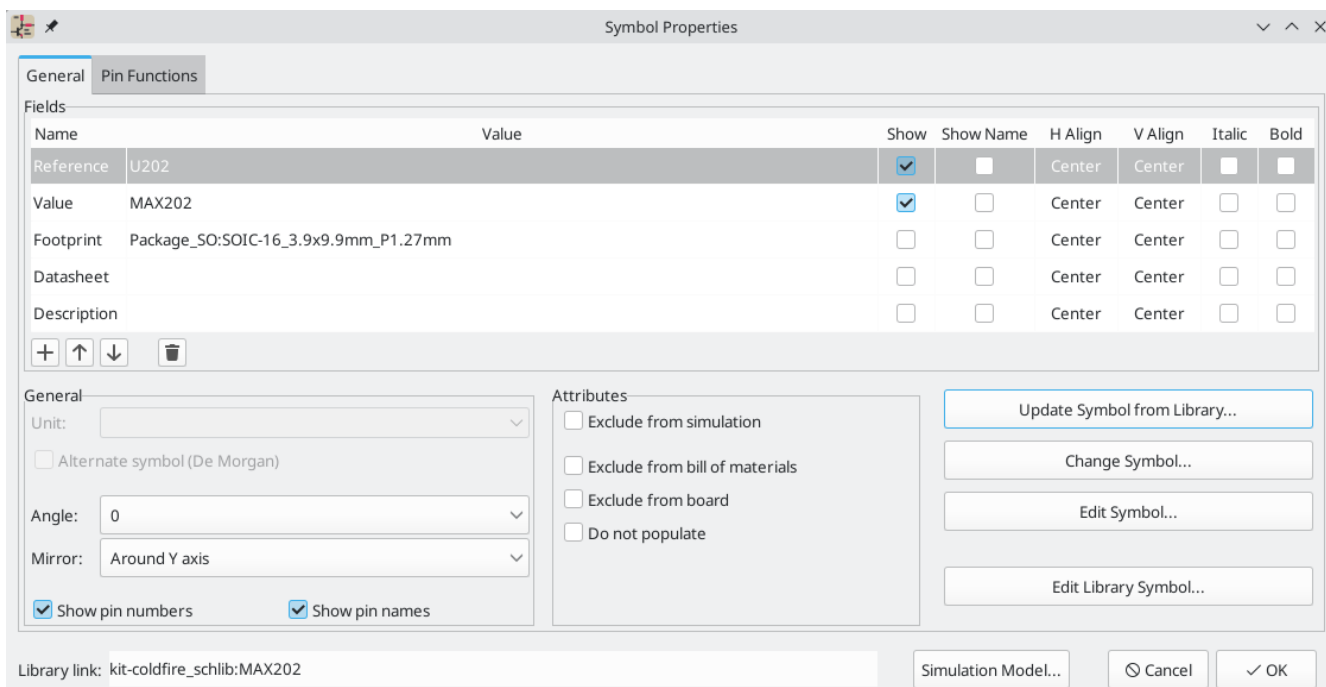 Symbol Properties
General Pin Functions
Fields
Name Value Show Show Name H Align V Align Italic Bold
Reference U202 Center Center
Value MAX202 Center Center
Footprint Package_SO:SOIC-16_3.9x9.9mm_P1.27mm Center Center
Datasheet Center Center
Description Center Center
General
Unit:
Alternate symbol (De Morgan)
Angle: 0
Mirror: Around Y axis
Show pin numbers Show pin names
Attributes
Exclude from simulation
Exclude from bill of materials
Exclude from board
Do not populate
Update Symbol from Library...
Change Symbol...
Edit Symbol...
Edit Library Symbol...
Library link: kit-coldfire_schlib:MAX202 Simulation Model... Cancel OK